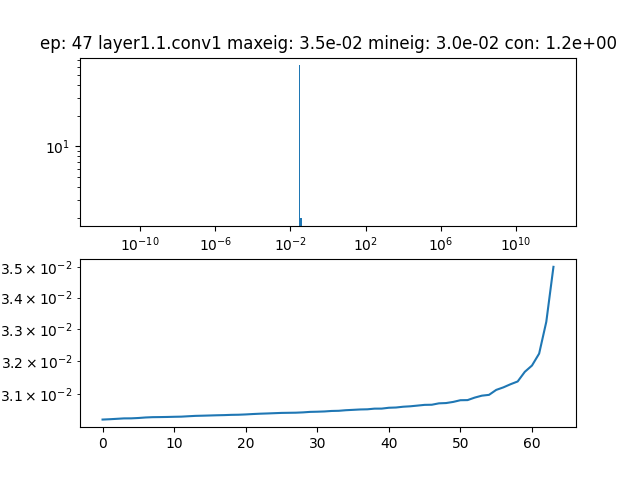 ep: 47 layer1.1.conv1 maxeig: 3.5e-02 mineig: 3.0e-02 con: 1.2e+00
10¹
10⁻¹⁰ 10⁻⁶ 10⁻² 10² 10⁶ 10¹⁰
3.5 × 10⁻²
3.4 × 10⁻²
3.3 × 10⁻²
3.2 × 10⁻²
3.1 × 10⁻²
0 10 20 30 40 50 60